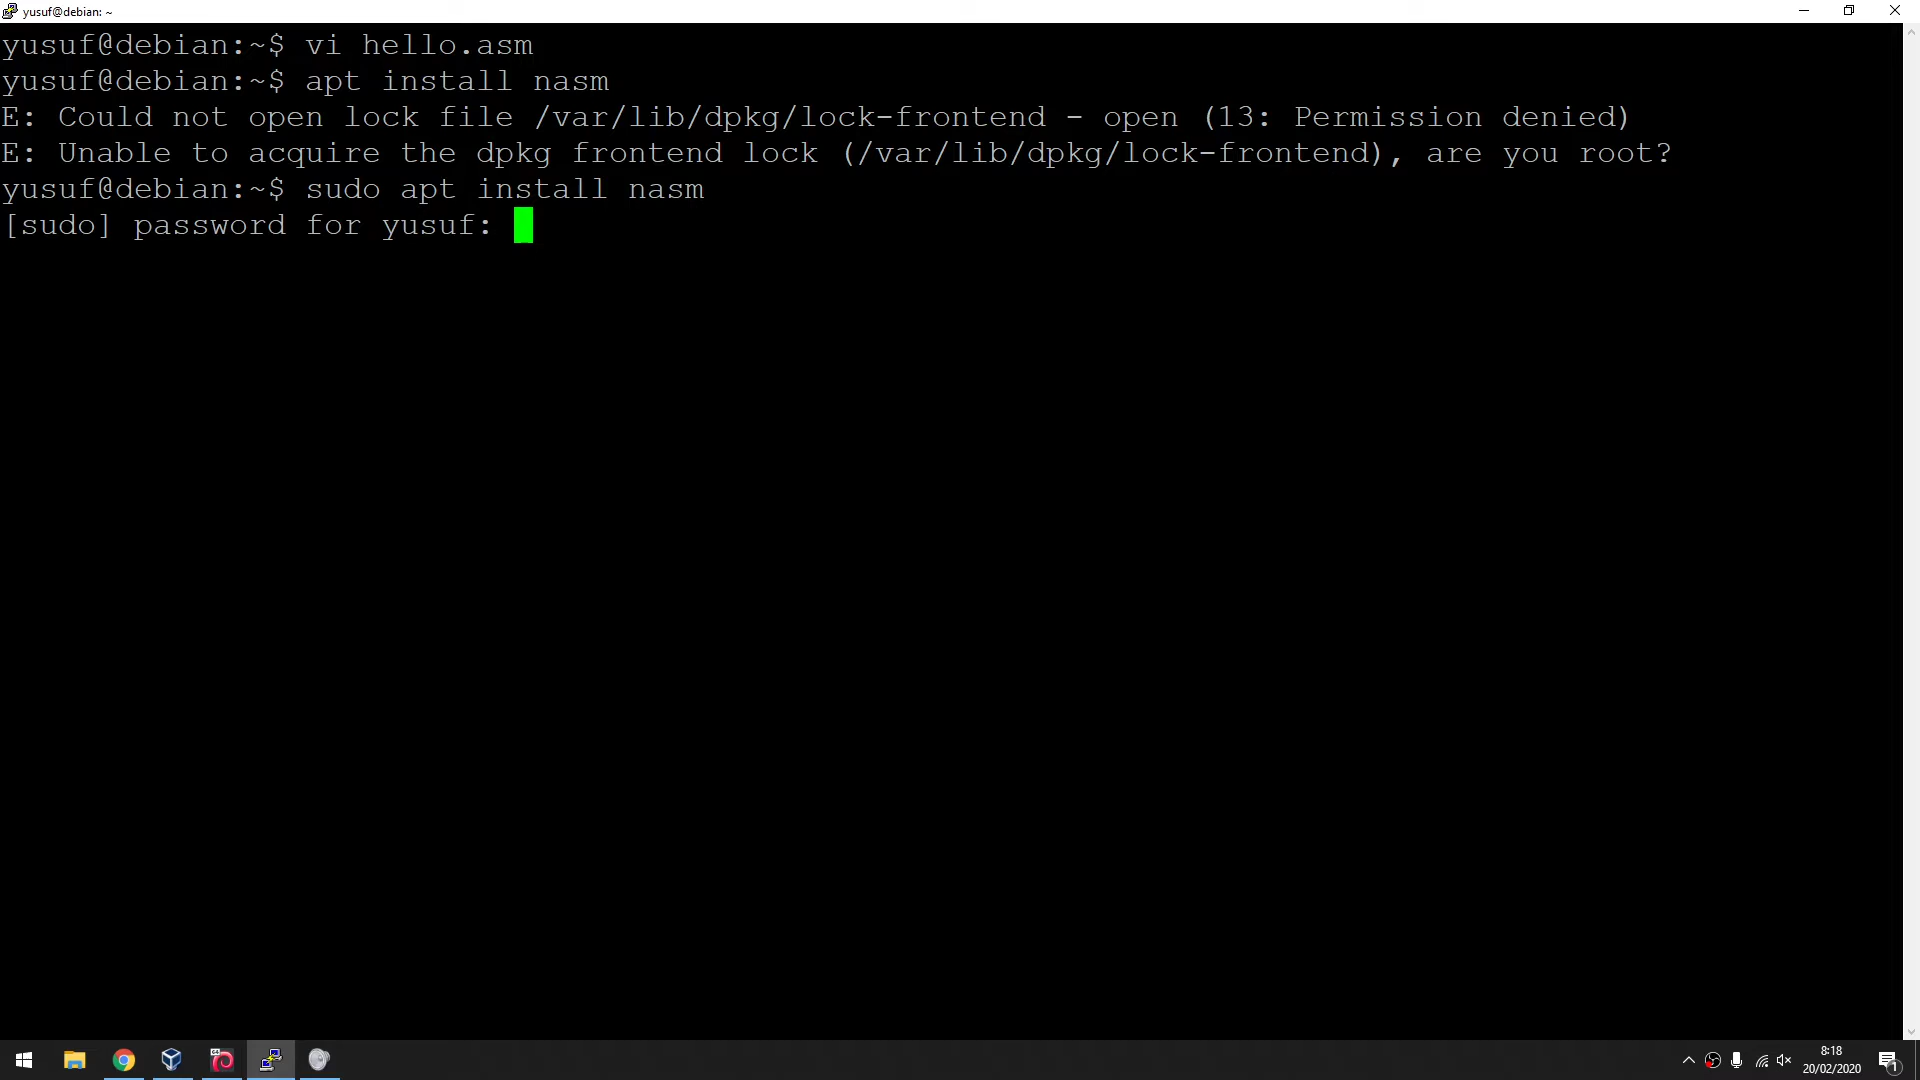 yusuf@debian: ~
yusuf@debian:~$ vi hello.asm
yusuf@debian:~$ apt install nasm
E: Could not open lock file /var/lib/dpkg/lock-frontend - open (13: Permission denied)
E: Unable to acquire the dpkg frontend lock (/var/lib/dpkg/lock-frontend), are you root?
yusuf@debian:~$ sudo apt install nasm
[sudo] password for yusuf:
8:18
20/02/2020
1
64